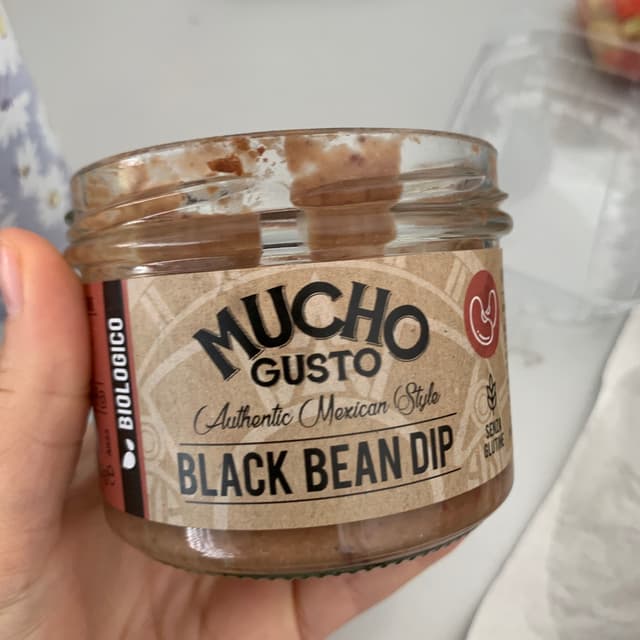 MUCHO
GUSTO
Authentic Mexican Style
BLACK BEAN DIP
BIOLOGICO
SENZA
GLUTINE